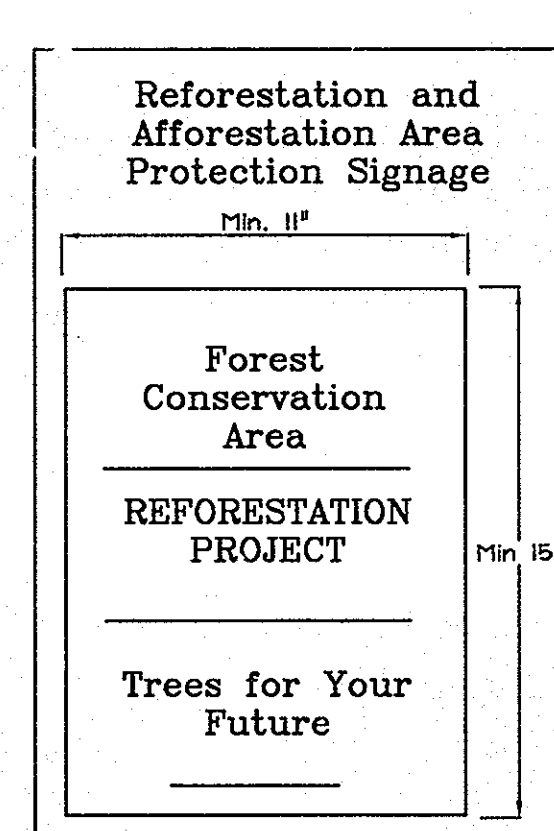 Reforestation and
Afforestation Area
Protection Signage
Min. 11"
Forest
Conservation
Area
REFORESTATION
PROJECT
Min 15
Trees for Your
Future